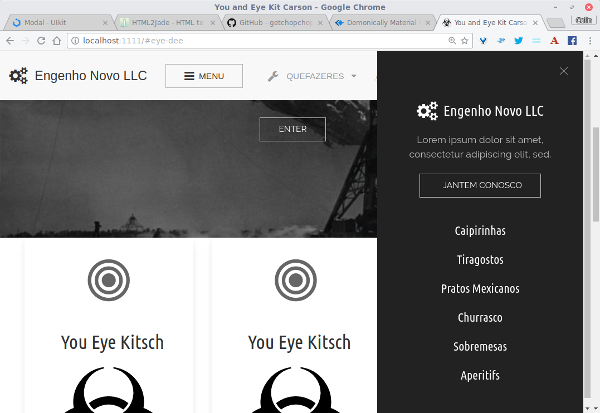 You and Eye Kit Carson - Google Chrome
Modal - UIkit
HTML2Jade - HTML to
GitHub - gotchopchop
Domonically Material
You and Eye Kit Carson
localhost:1111/#eye-dee
Engenho Novo LLC
MENU
QUEFAZERES
ENTER
You Eye Kitsch
You Eye Kitsch
Engenho Novo LLC
Lorem ipsum dolor sit amet,
consectetur adipiscing elit, sed.
JANTEM CONOSCO
Caipirinhas
Tiragostos
Pratos Mexicanos
Churrasco
Sobremesas
Aperitifs